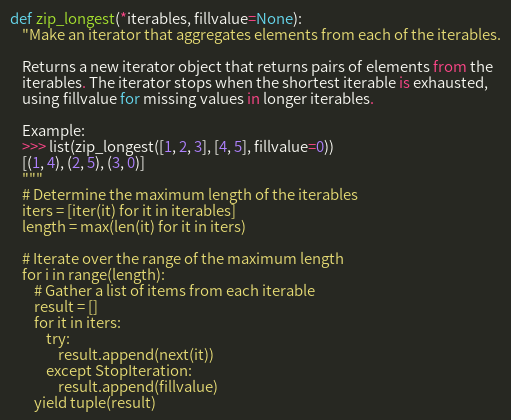 def zip_longest(*iterables, fillvalue=None):
"Make an iterator that aggregates elements from each of the iterables.
Returns a new iterator object that returns pairs of elements from the
iterables. The iterator stops when the shortest iterable is exhausted,
using fillvalue for missing values in longer iterables.
Example:
>>> list(zip_longest([1, 2, 3], [4, 5], fillvalue=0))
[(1, 4), (2, 5), (3, 0)]
"""
# Determine the maximum length of the iterables
iters = [iter(it) for it in iterables]
length = max(len(it) for it in iters)
# Iterate over the range of the maximum length
for i in range(length):
# Gather a list of items from each iterable
result = []
for it in iters:
try:
result.append(next(it))
except StopIteration:
result.append(fillvalue)
yield tuple(result)